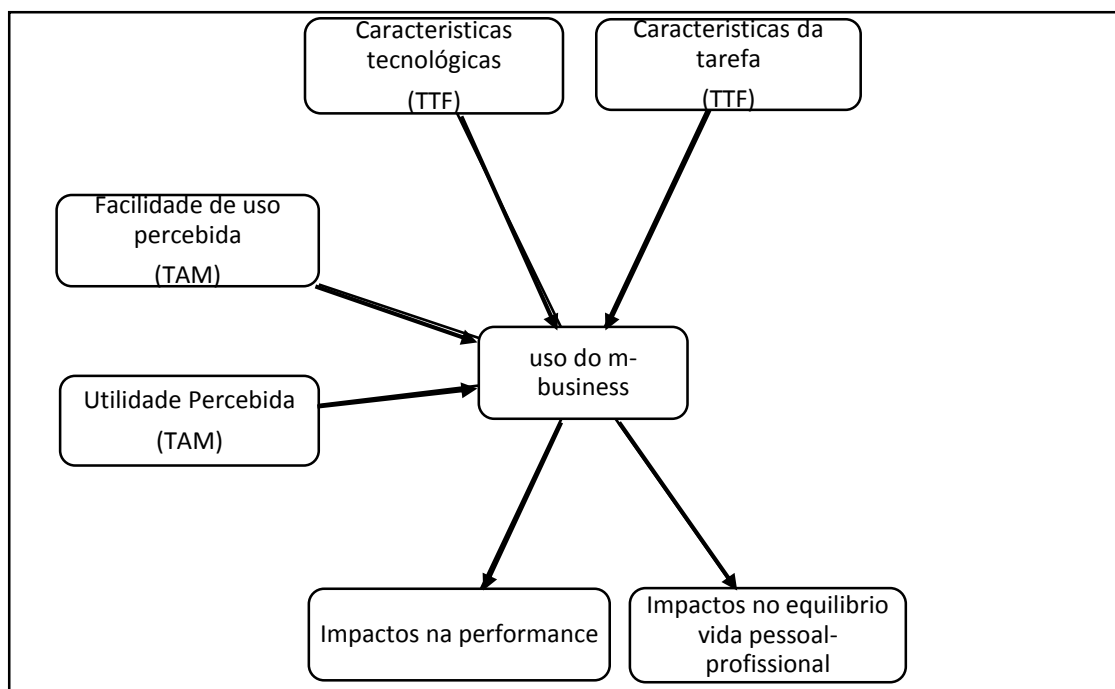 Caracteristicas
tecnológicas
(TTF)
Caracteristicas da
tarefa
(TTF)
Facilidade de uso
percebida
(TAM)
uso do m-
business
Utilidade Percebida
(TAM)
Impactos na performance
Impactos no equilibrio
vida pessoal-
profissional